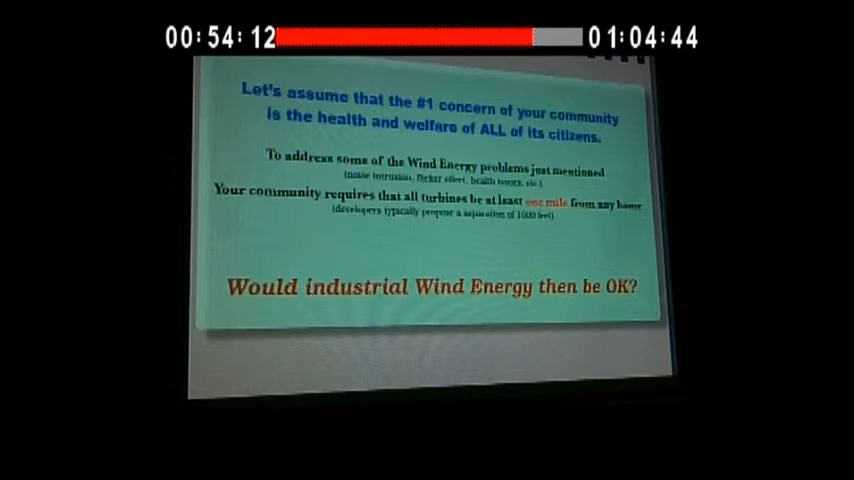 00:54:12 01:04:44
Let's assume that the #1 concern of your community
is the health and welfare of ALL of its citizens.
To address some of the Wind Energy problems just mentioned
(noise intrusion, flicker effect, health issues, etc.),
Your community requires that all turbines be at least one mile from any home
(developers typically propose a separation of 1000 feet)
Would industrial Wind Energy then be OK?